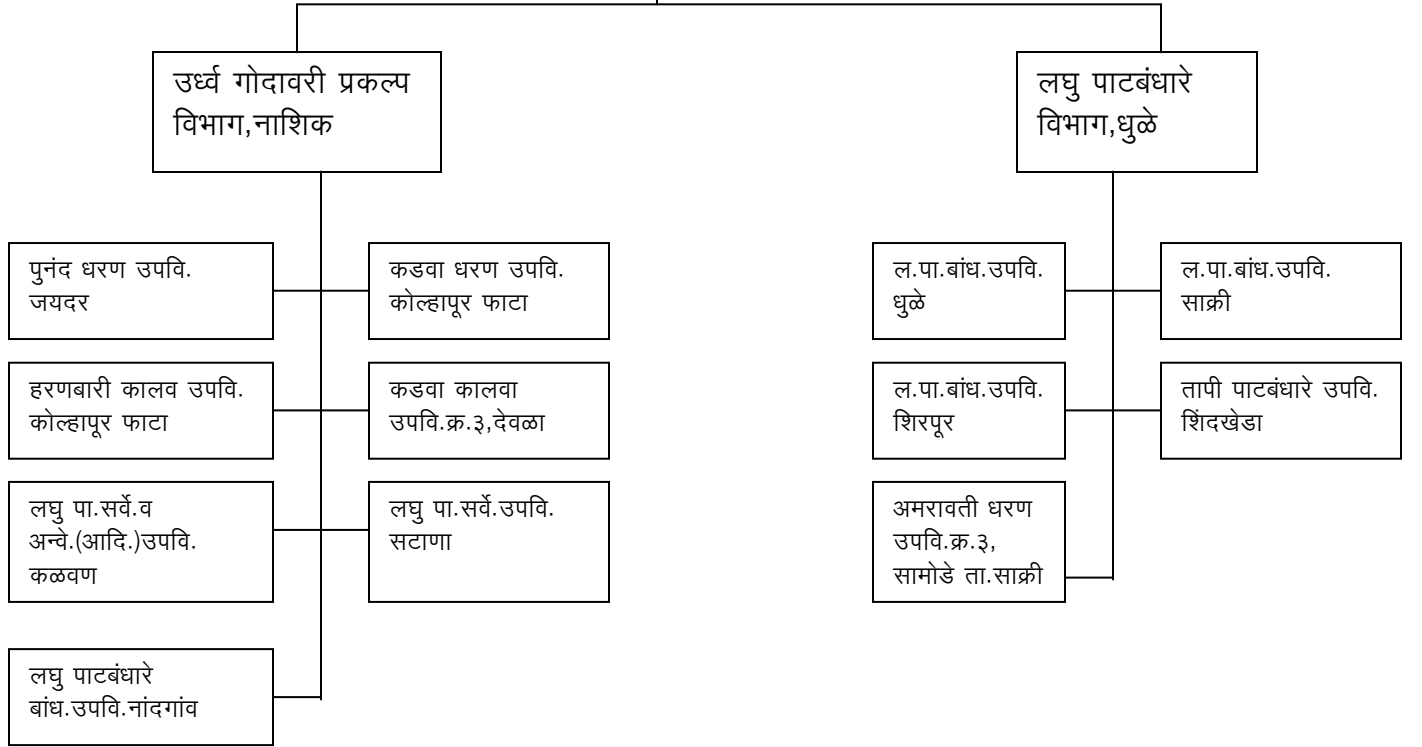 उर्ध्व गोदावरी प्रकल्प
विभाग,नाशिक
लघु पाटबंधारे
विभाग,धुळे
पुनंद धरण उपवि.
जयदर
कडवा धरण उपवि.
कोल्हापूर फाटा
ल.पा.बांध.उपवि.
धुळे
ल.पा.बांध.उपवि.
साक्री
हरणबारी कालव उपवि.
कोल्हापूर फाटा
कडवा कालवा
उपवि.क्र.३,देवळा
ल.पा.बांध.उपवि.
शिरपूर
तापी पाटबंधारे उपवि.
शिंदखेडा
लघु पा.सर्वे.व
अन्वे.(आदि.)उपवि.
कळवण
लघु पा.सर्वे.उपवि.
सटाणा
अमरावती धरण
उपवि.क्र.३,
सामोडे ता.साक्री
लघु पाटबंधारे
बांध.उपवि.नांदगांव